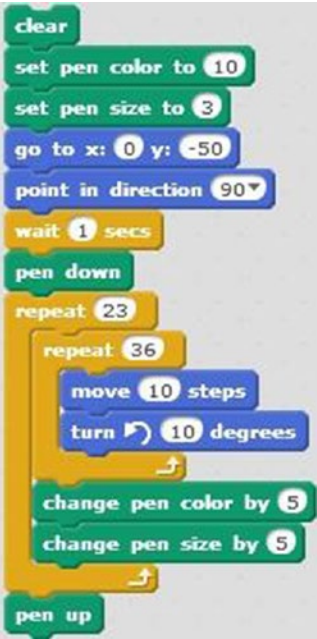 clear
set pen color to 10
set pen size to 3
go to x: 0 y: -50
point in direction 90▼
wait 1 secs
pen down
repeat 23
repeat 36
move 10 steps
turn ↶ 10 degrees
change pen color by 5
change pen size by 5
pen up